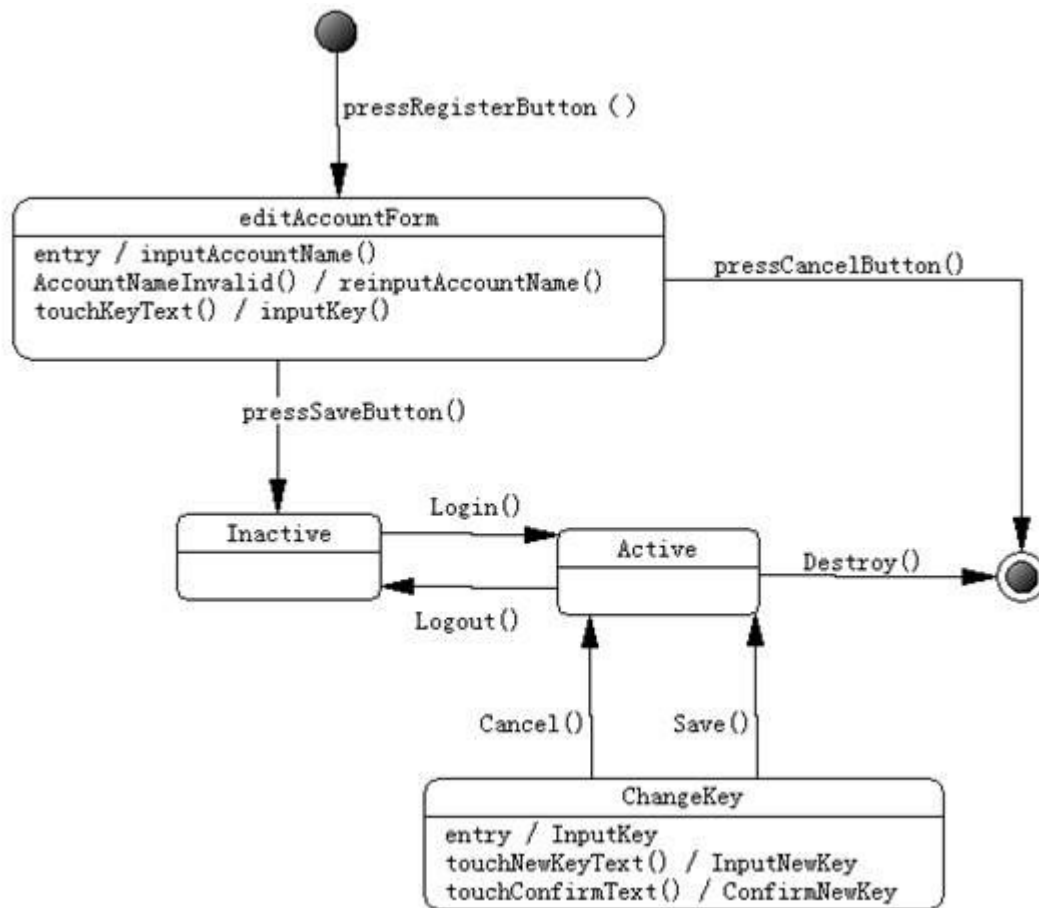 pressRegisterButton ()
editAccountForm
entry / inputAccountName()
AccountNameInvalid() / reinputAccountName()
touchKeyText() / inputKey()
pressCancelButton()
pressSaveButton()
Login()
Inactive
Active
Destroy()
Logout()
Cancel()
Save()
ChangeKey
entry / InputKey
touchNewKeyText() / InputNewKey
touchConfirmText() / ConfirmNewKey